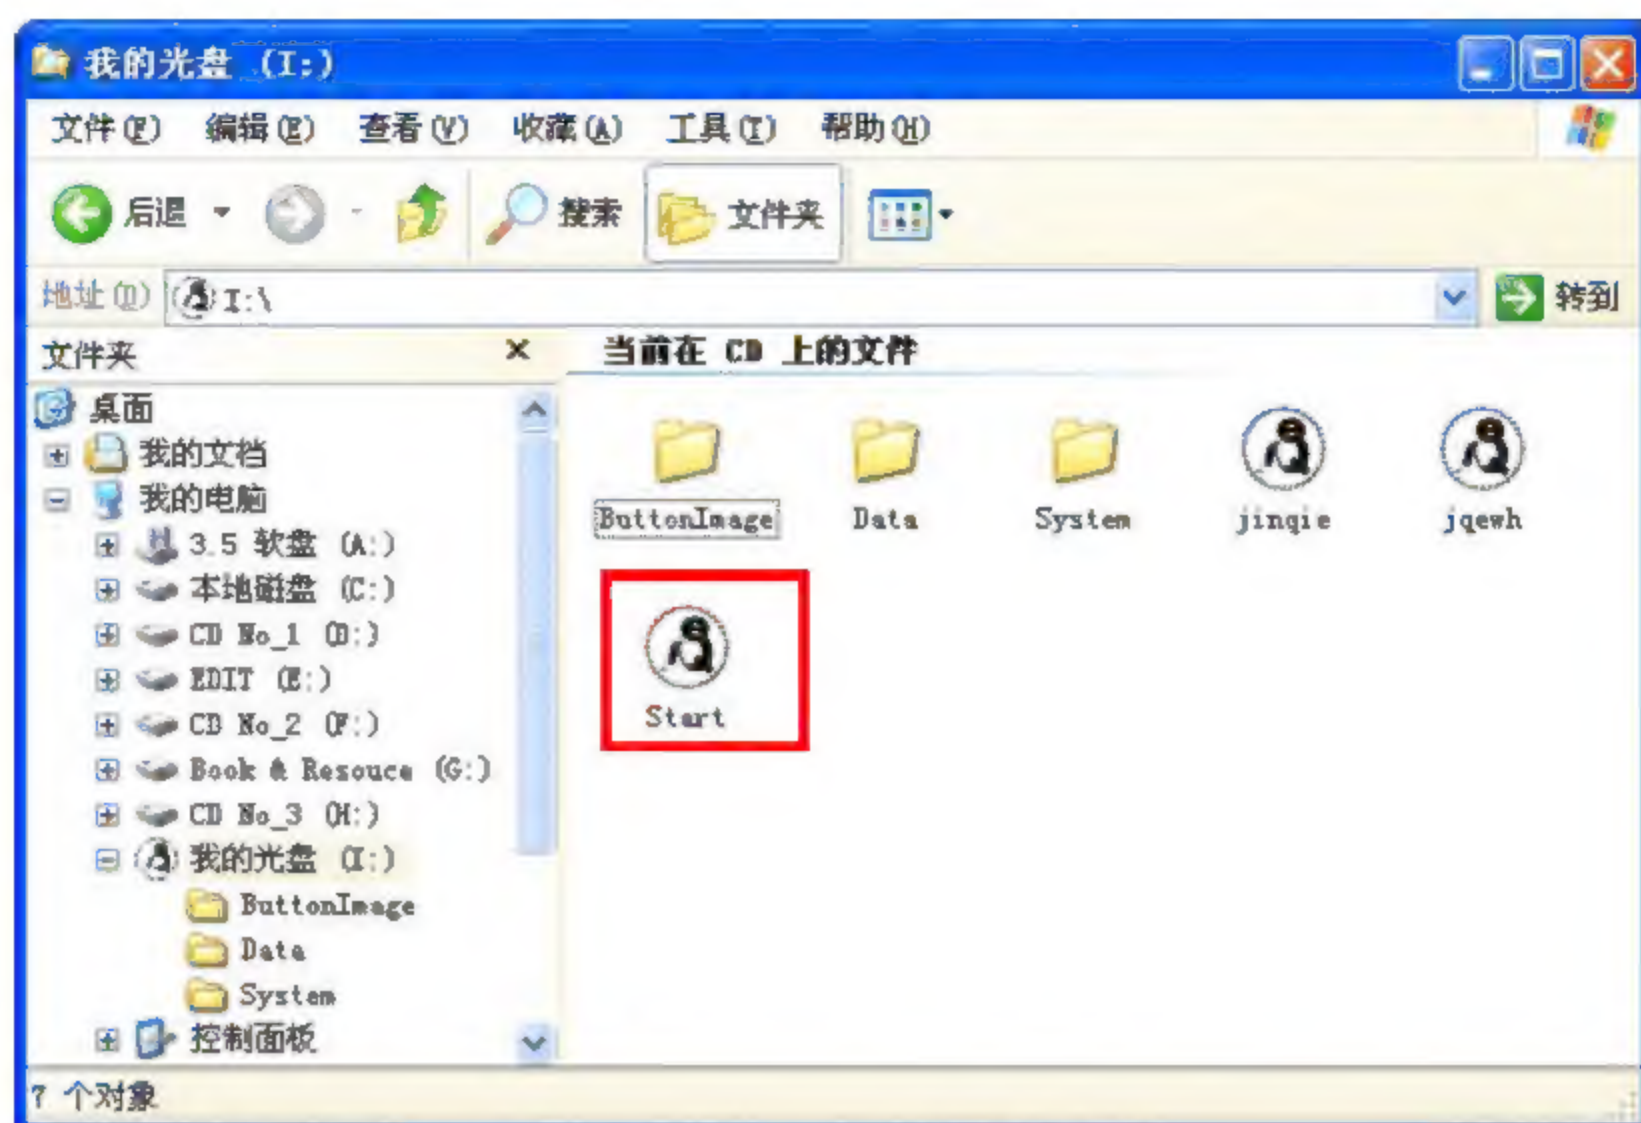 我的光盘 (I:)
文件(F) 编辑(E) 查看(V) 收藏(A) 工具(T) 帮助(H)
后退 搜索 文件夹
地址(D) I:\ 转到
文件夹 × 当前在 CD 上的文件
桌面
我的文档
我的电脑
3.5 软盘 (A:)
本地磁盘 (C:)
CD No_1 (D:)
EDIT (E:)
CD No_2 (F:)
Book & Resouce (G:)
CD No_3 (H:)
我的光盘 (I:)
ButtonImage
Data
System
控制面板
ButtonImage Data System jinqie jqewh
Start
7 个对象